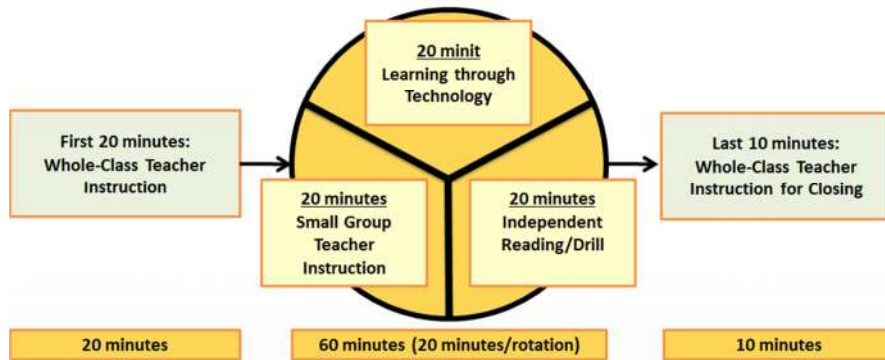 First 20 minutes:
Whole-Class Teacher
Instruction
20 minit
Learning through
Technology
20 minutes
Small Group
Teacher
Instruction
20 minutes
Independent
Reading/Drill
Last 10 minutes:
Whole-Class Teacher
Instruction for Closing
20 minutes
60 minutes (20 minutes/rotation)
10 minutes